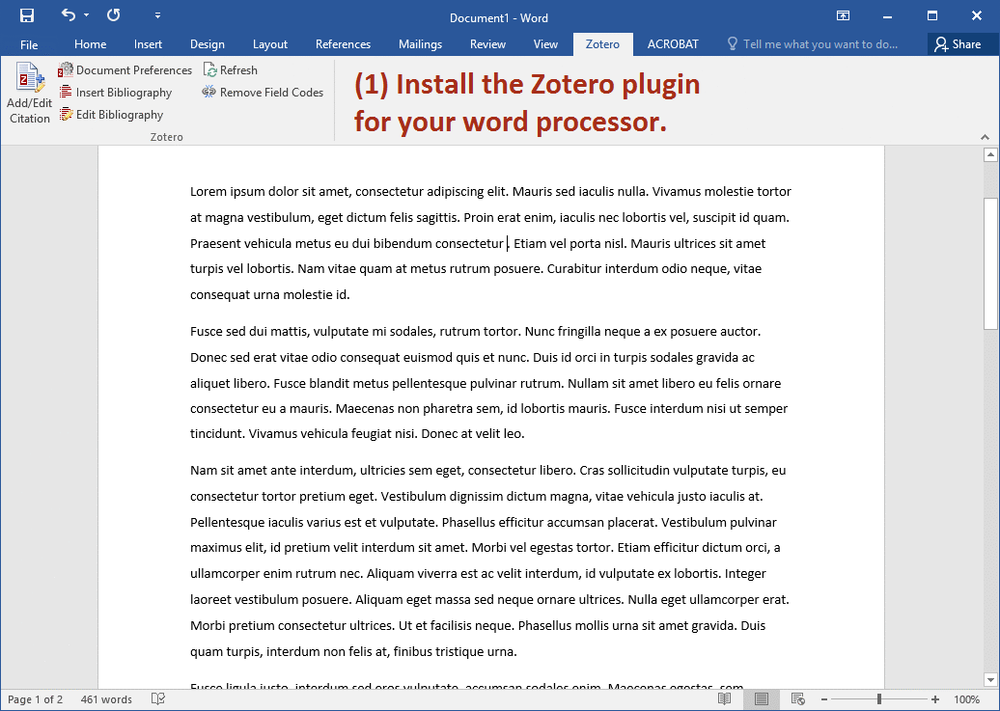 Document1 - Word
File Home Insert Design Layout References Mailings Review View Zotero ACROBAT Tell me what you want to do... Share
Add/Edit
Citation
Document Preferences
Insert Bibliography
Edit Bibliography
Refresh
Remove Field Codes
Zotero
(1) Install the Zotero plugin
for your word processor.
Lorem ipsum dolor sit amet, consectetur adipiscing elit. Mauris sed iaculis nulla. Vivamus molestie tortor
at magna vestibulum, eget dictum felis sagittis. Proin erat enim, iaculis nec lobortis vel, suscipit id quam.
Praesent vehicula metus eu dui bibendum consectetur . Etiam vel porta nisl. Mauris ultrices sit amet
turpis vel lobortis. Nam vitae quam at metus rutrum posuere. Curabitur interdum odio neque, vitae
consequat urna molestie id.
Fusce sed dui mattis, vulputate mi sodales, rutrum tortor. Nunc fringilla neque a ex posuere auctor.
Donec sed erat vitae odio consequat euismod quis et nunc. Duis id orci in turpis sodales gravida ac
aliquet libero. Fusce blandit metus pellentesque pulvinar rutrum. Nullam sit amet libero eu felis ornare
consectetur eu a mauris. Maecenas non pharetra sem, id lobortis mauris. Fusce interdum nisi ut semper
tincidunt. Vivamus vehicula feugiat nisi. Donec at velit leo.
Nam sit amet ante interdum, ultricies sem eget, consectetur libero. Cras sollicitudin vulputate turpis, eu
consectetur tortor pretium eget. Vestibulum dignissim dictum magna, vitae vehicula justo iaculis at.
Pellentesque iaculis varius est et vulputate. Phasellus efficitur accumsan placerat. Vestibulum pulvinar
maximus elit, id pretium velit interdum sit amet. Morbi vel egestas tortor. Etiam efficitur dictum orci, a
ullamcorper enim rutrum nec. Aliquam viverra est ac velit interdum, id vulputate ex lobortis. Integer
laoreet vestibulum posuere. Aliquam eget massa sed neque ornare ultrices. Nulla eget ullamcorper erat.
Morbi pretium consectetur ultrices. Ut et facilisis neque. Phasellus mollis urna sit amet gravida. Duis
quam turpis, interdum non felis at, finibus tristique urna.
Fusce ligula justo, interdum sed eros vulputate, accumsan sodales enim. Maecenas egestas, sem
Page 1 of 2 461 words 100%